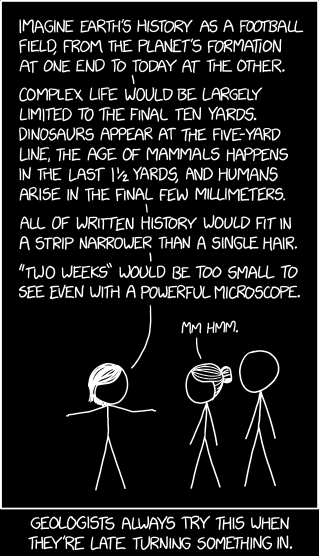 IMAGINE EARTH'S HISTORY AS A FOOTBALL
FIELD, FROM THE PLANET'S FORMATION
AT ONE END TO TODAY AT THE OTHER.
COMPLEX LIFE WOULD BE LARGELY
LIMITED TO THE FINAL TEN YARDS.
DINOSAURS APPEAR AT THE FIVE-YARD
LINE, THE AGE OF MAMMALS HAPPENS
IN THE LAST 1½ YARDS, AND HUMANS
ARISE IN THE FINAL FEW MILLIMETERS.
ALL OF WRITTEN HISTORY WOULD FIT IN
A STRIP NARROWER THAN A SINGLE HAIR.
"TWO WEEKS" WOULD BE TOO SMALL TO
SEE EVEN WITH A POWERFUL MICROSCOPE.
MM HMM.
GEOLOGISTS ALWAYS TRY THIS WHEN
THEY'RE LATE TURNING SOMETHING IN.